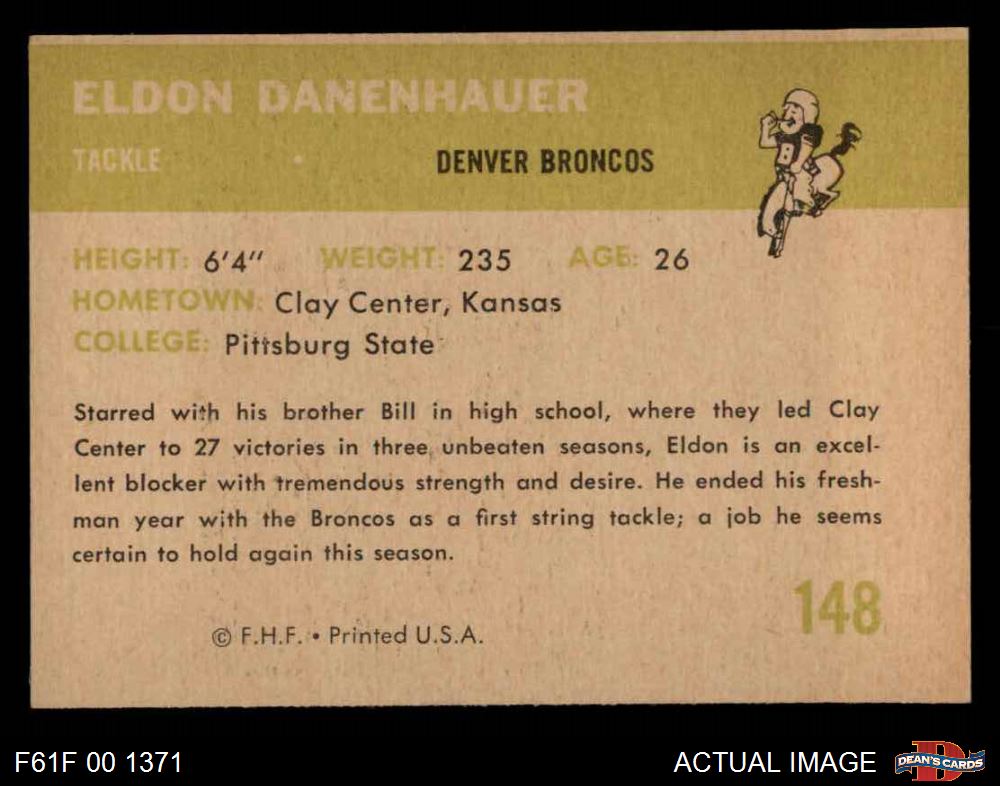 ELDON DANENHAUER
TACKLE • DENVER BRONCOS
HEIGHT: 6'4" WEIGHT: 235 AGE: 26
HOMETOWN: Clay Center, Kansas
COLLEGE: Pittsburg State
Starred with his brother Bill in high school, where they led Clay
Center to 27 victories in three unbeaten seasons, Eldon is an excel-
lent blocker with tremendous strength and desire. He ended his fresh-
man year with the Broncos as a first string tackle; a job he seems
certain to hold again this season.
148
© F.H.F. • Printed U.S.A.
F61F 00 1371 ACTUAL IMAGE D DEAN'S CARDS